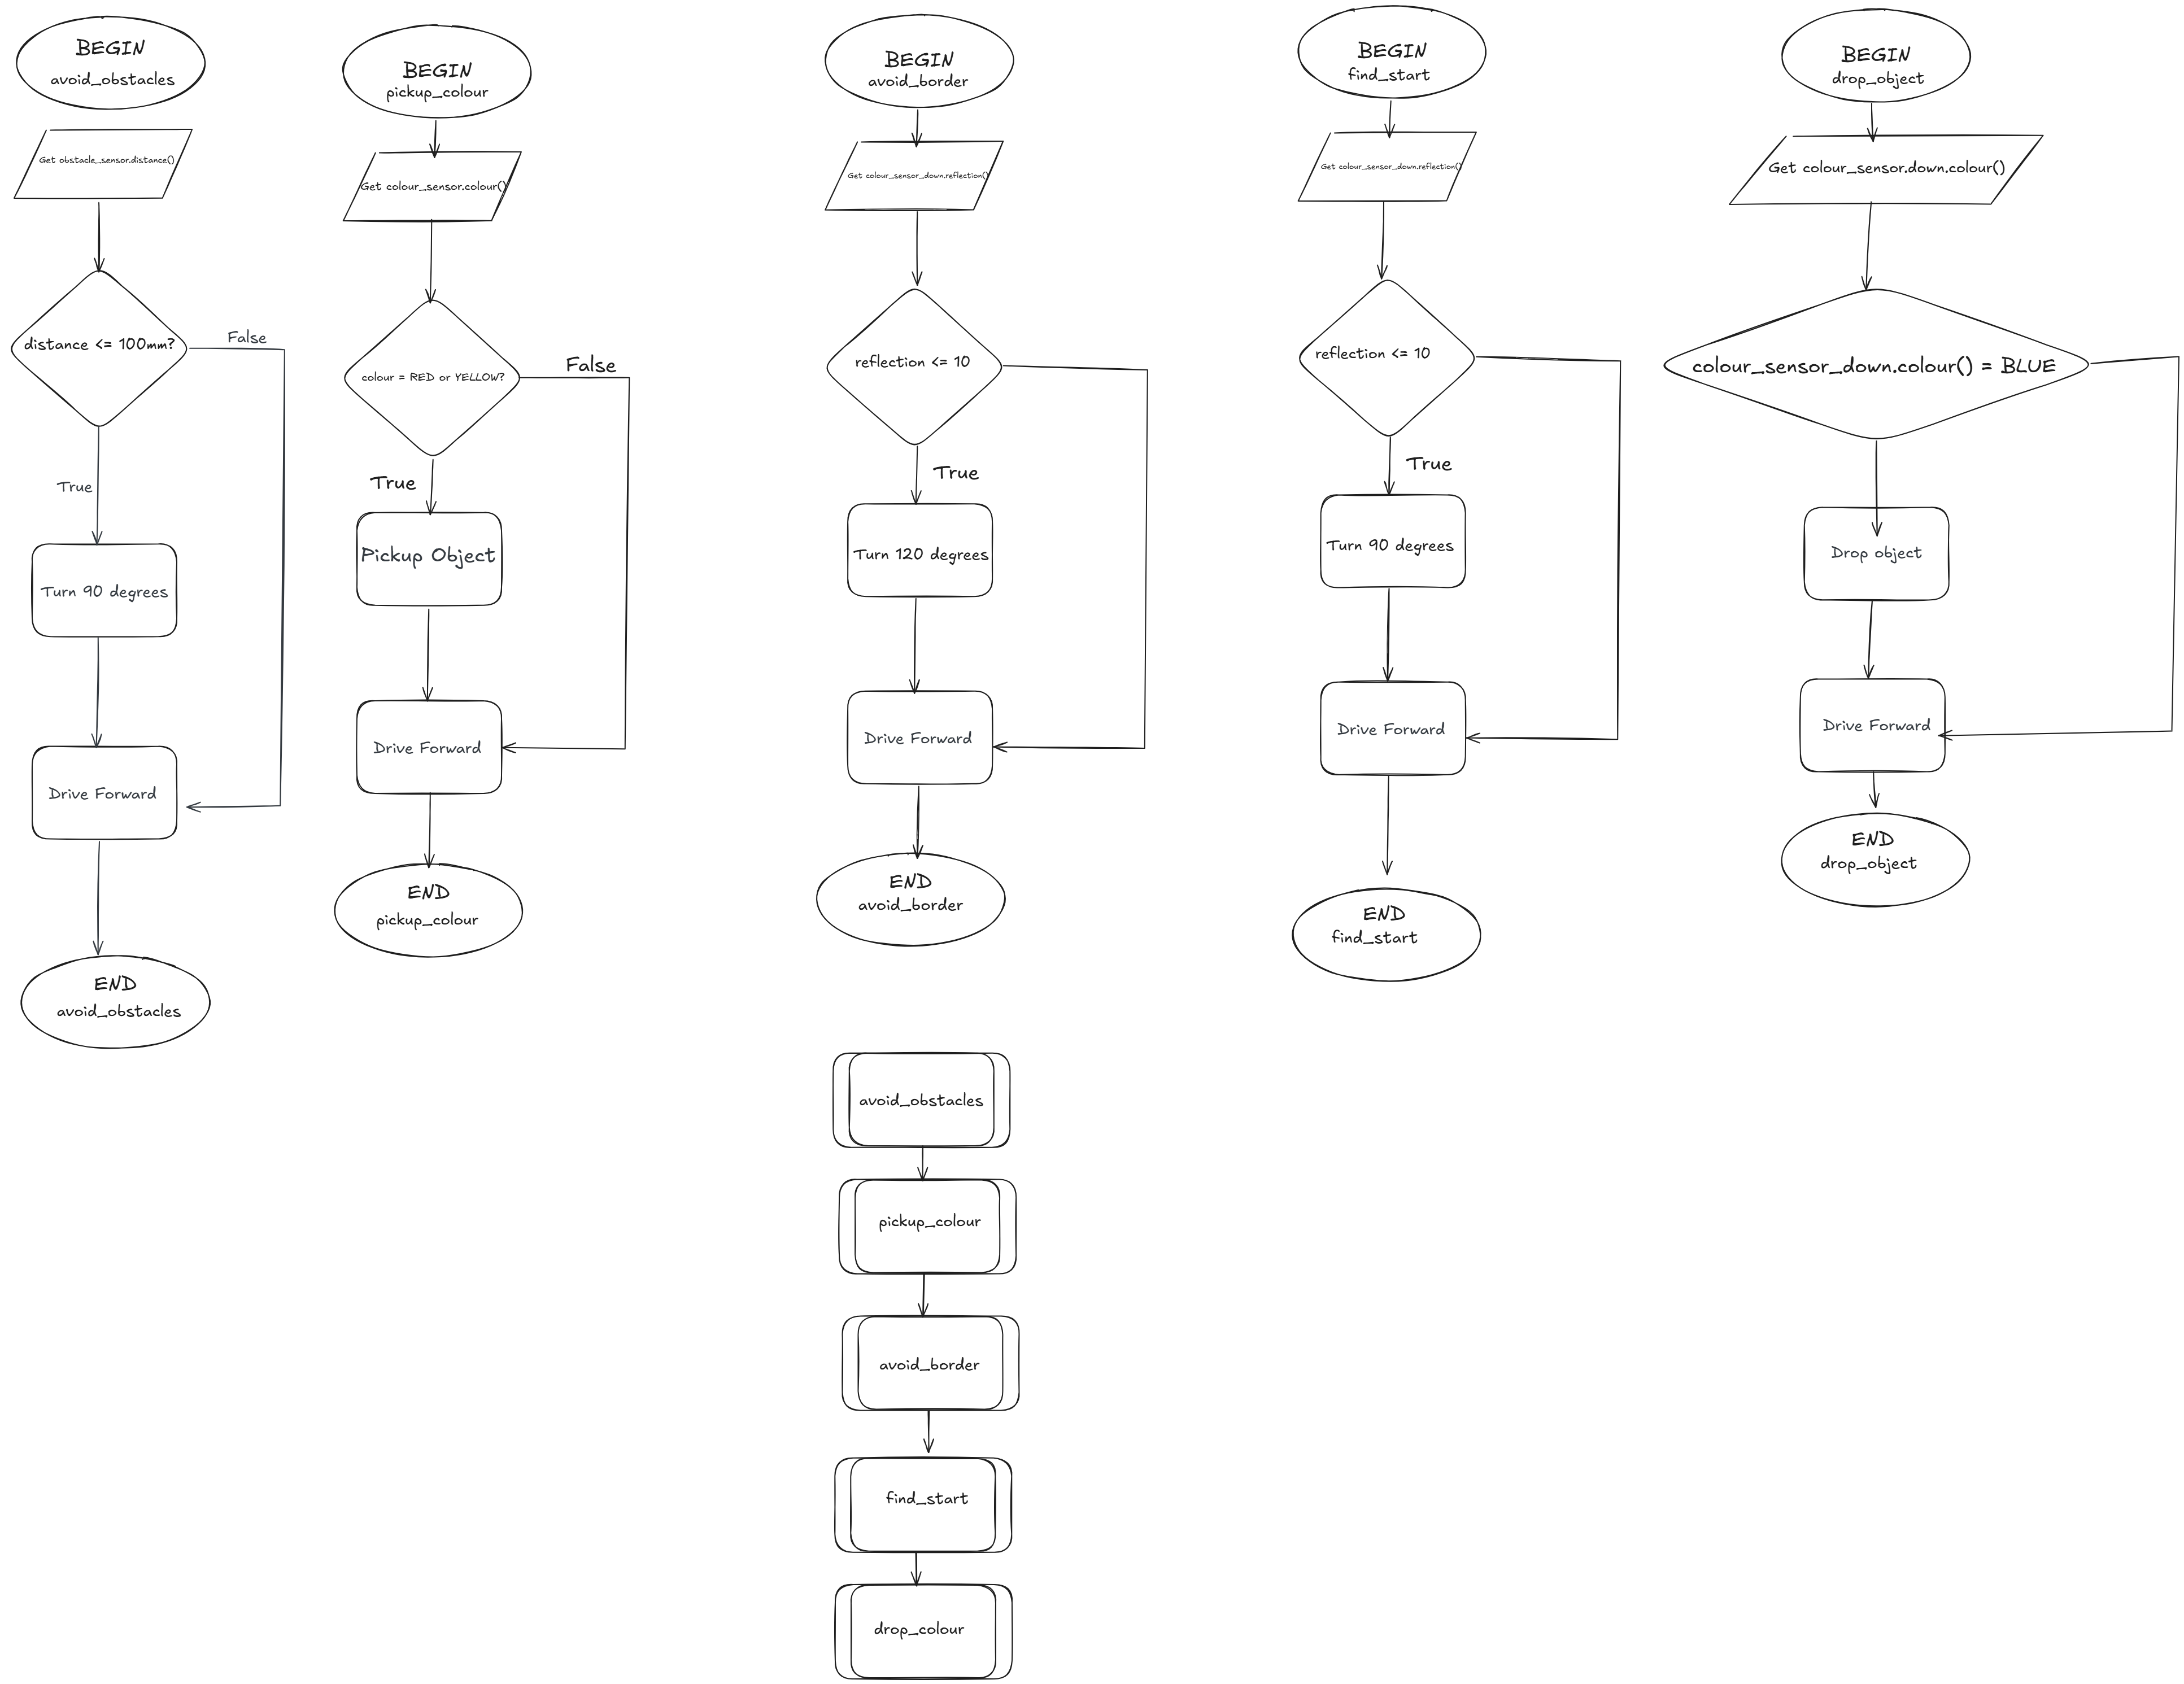 BEGIN
avoid_obstacles
Get obstacle_sensor.distance()
distance <= 100mm?
False
True
Turn 90 degrees
Drive Forward
END
avoid_obstacles
BEGIN
pickup_colour
Get colour_sensor.colour()
colour = RED or YELLOW?
False
True
Pickup Object
Drive Forward
END
pickup_colour
BEGIN
avoid_border
Get colour_sensor_down.reflection()
reflection <= 10
True
Turn 120 degrees
Drive Forward
END
avoid_border
BEGIN
find_start
Get colour_sensor_down.reflection()
reflection <= 10
True
Turn 90 degrees
Drive Forward
END
find_start
BEGIN
drop_object
Get colour_sensor.down.colour()
colour_sensor_down.colour() = BLUE
Drop object
Drive Forward
END
drop_object
avoid_obstacles
pickup_colour
avoid_border
find_start
drop_colour